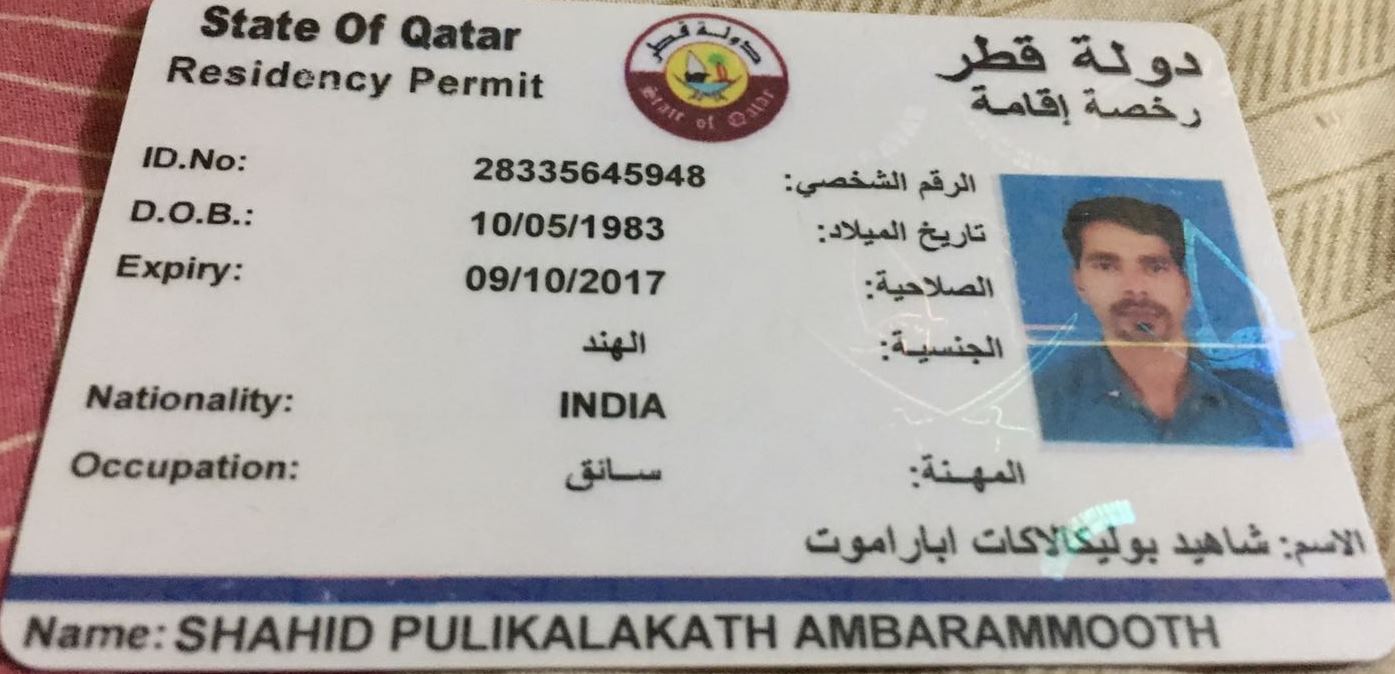 State Of Qatar دولة قطر
Residency Permit رخصة إقامة
دولة قطر
State of Qatar
ID.No: 28335645948 الرقم الشخصي:
D.O.B.: 10/05/1983 تاريخ الميلاد:
Expiry: 09/10/2017 الصلاحية:
الهند الجنسية:
Nationality: INDIA
Occupation: سائق المهنة:
الاسم: شاهيد بوليكالاكات اباراموت
Name: SHAHID PULIKALAKATH AMBARAMMOOTH